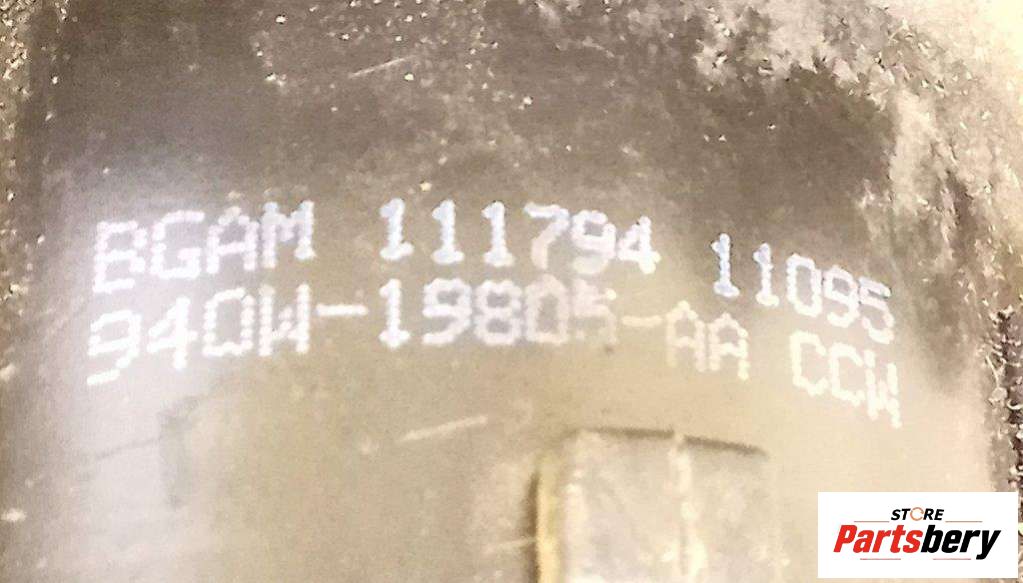 BGAM 111794 11095
940W-19805-AA CCW
STORE
Partsbery